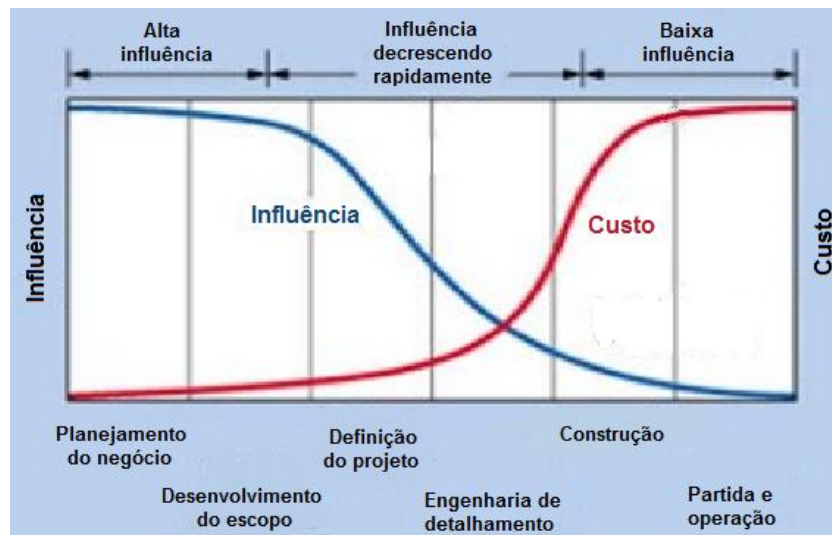 Alta
influência
Influência
decrescendo
rapidamente
Baixa
influência
Influência
Influência
Custo
Custo
Planejamento
do negócio
Desenvolvimento
do escopo
Definição
do projeto
Engenharia de
detalhamento
Construção
Partida e
operação